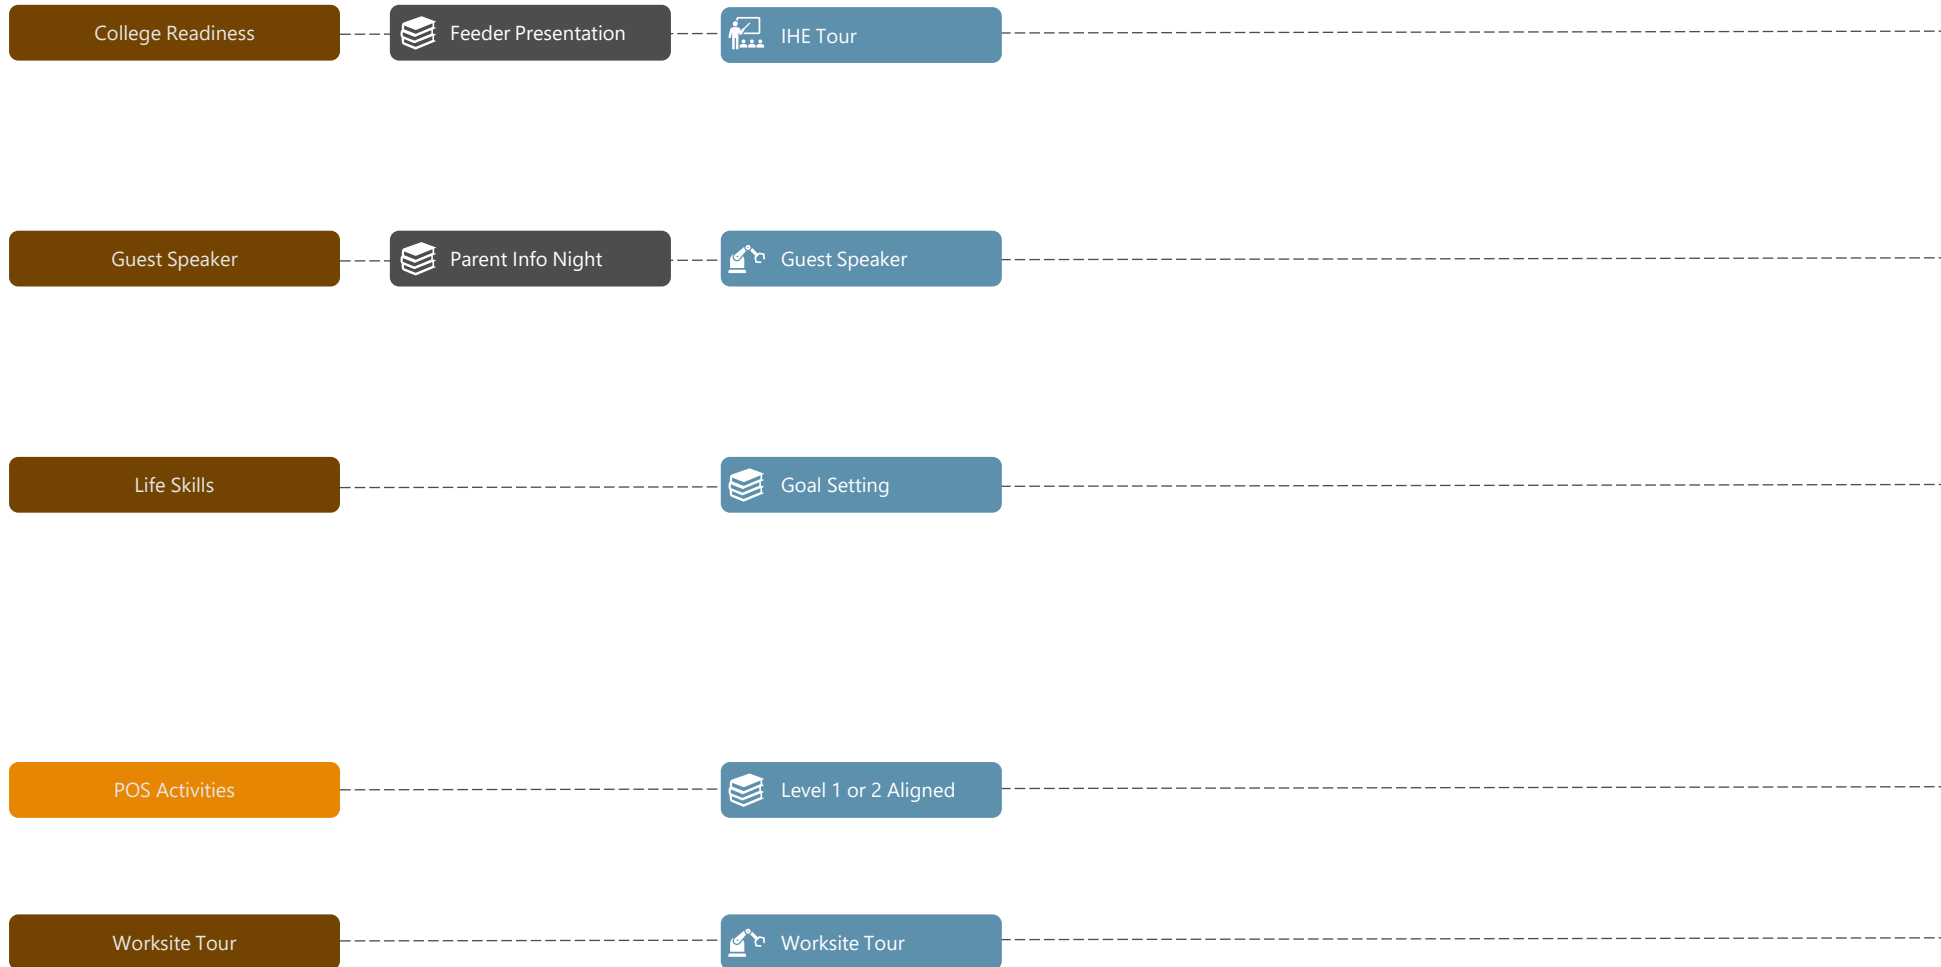 College Readiness
Feeder Presentation
IHE Tour
Guest Speaker
Parent Info Night
Guest Speaker
Life Skills
Goal Setting
POS Activities
Level 1 or 2 Aligned
Worksite Tour
Worksite Tour